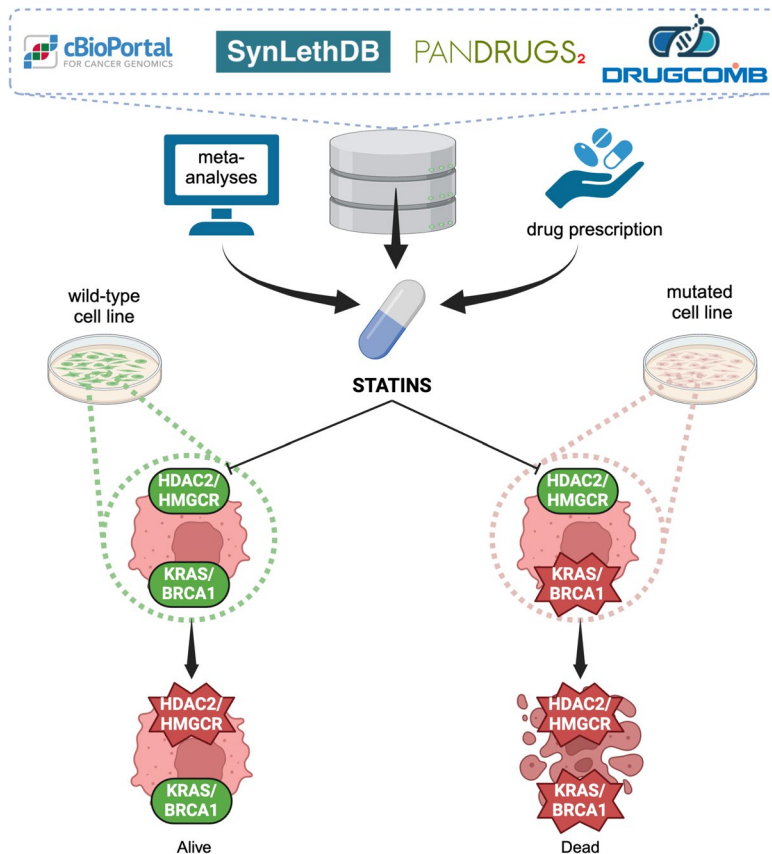 cBioPortal
FOR CANCER GENOMICS
SynLethDB
PANDRUGS2
DRUGCOMB
meta-
analyses
drug prescription
wild-type
cell line
mutated
cell line
STATINS
HDAC2/
HMGCR
KRAS/
BRCA1
HDAC2/
HMGCR
KRAS/
BRCA1
HDAC2/
HMGCR
KRAS/
BRCA1
Alive
HDAC2/
HMGCR
KRAS/
BRCA1
Dead